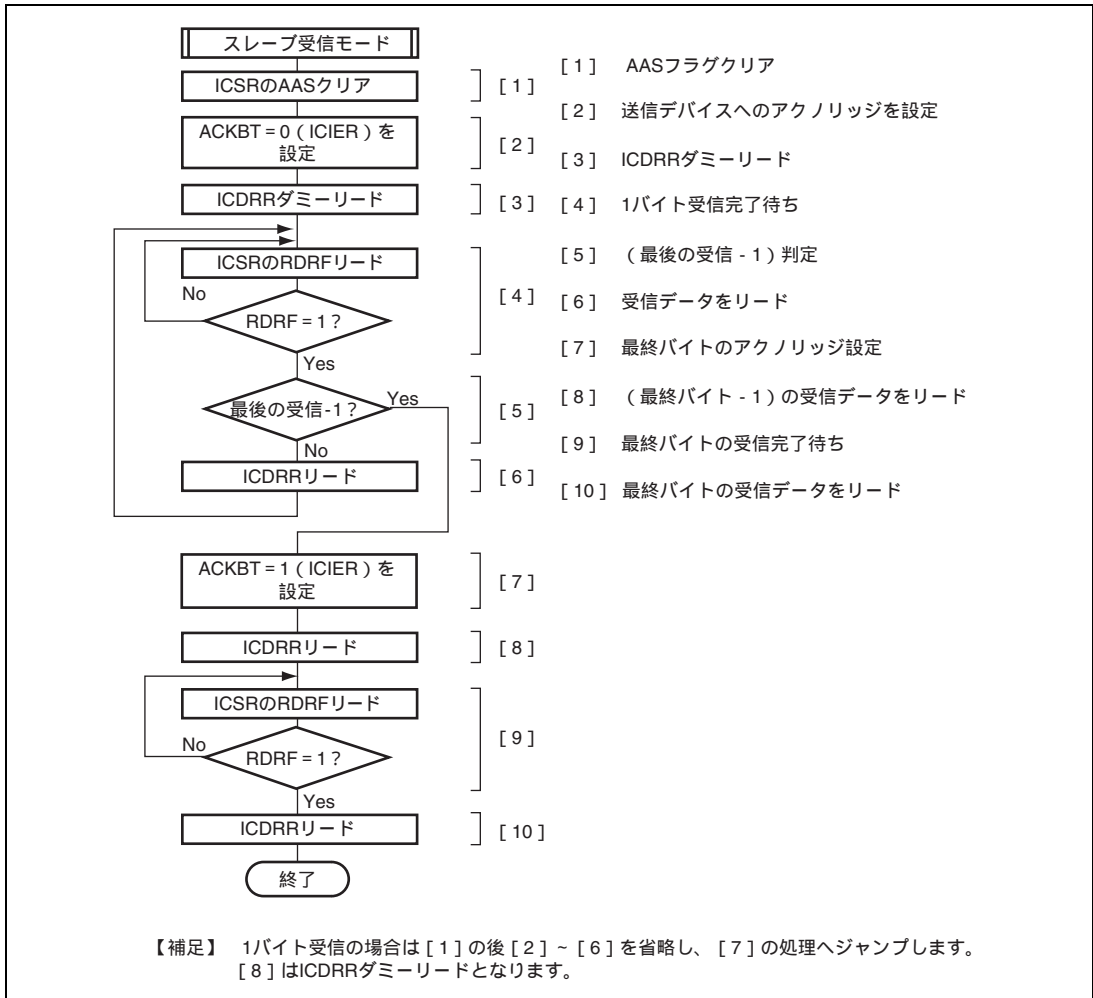 スレーブ受信モード
ICSRのAASクリア
[ 1 ]
ACKBT = 0 ( ICIER ) を
設定
[ 2 ]
ICDRRダミーリード
[ 3 ]
ICSRのRDRFリード
No
RDRF = 1 ?
[ 4 ]
Yes
最後の受信 - 1 ?
Yes
[ 5 ]
No
ICDRRリード
[ 6 ]
ACKBT = 1 ( ICIER ) を
設定
[ 7 ]
ICDRRリード
[ 8 ]
ICSRのRDRFリード
No
RDRF = 1 ?
[ 9 ]
Yes
ICDRRリード
[ 10 ]
終了
[ 1 ] AASフラグクリア
[ 2 ] 送信デバイスへのアクノリッジを設定
[ 3 ] ICDRRダミーリード
[ 4 ] 1バイト受信完了待ち
[ 5 ] ( 最後の受信 - 1 ) 判定
[ 6 ] 受信データをリード
[ 7 ] 最終バイトのアクノリッジ設定
[ 8 ] ( 最終バイト - 1 ) の受信データをリード
[ 9 ] 最終バイトの受信完了待ち
[ 10 ] 最終バイトの受信データをリード
【補足】 1バイト受信の場合は [ 1 ] の後 [ 2 ] ~ [ 6 ] を省略し、 [ 7 ] の処理へジャンプします。
[ 8 ] はICDRRダミーリードとなります。